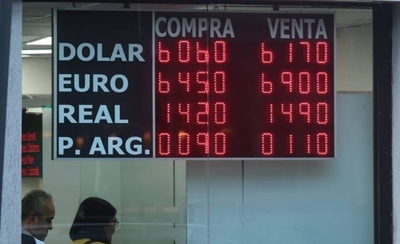 COMPRA VENTA
DOLAR 6060 6170
EURO 6450 6900
REAL 1420 1490
P. ARG. 0090 0110